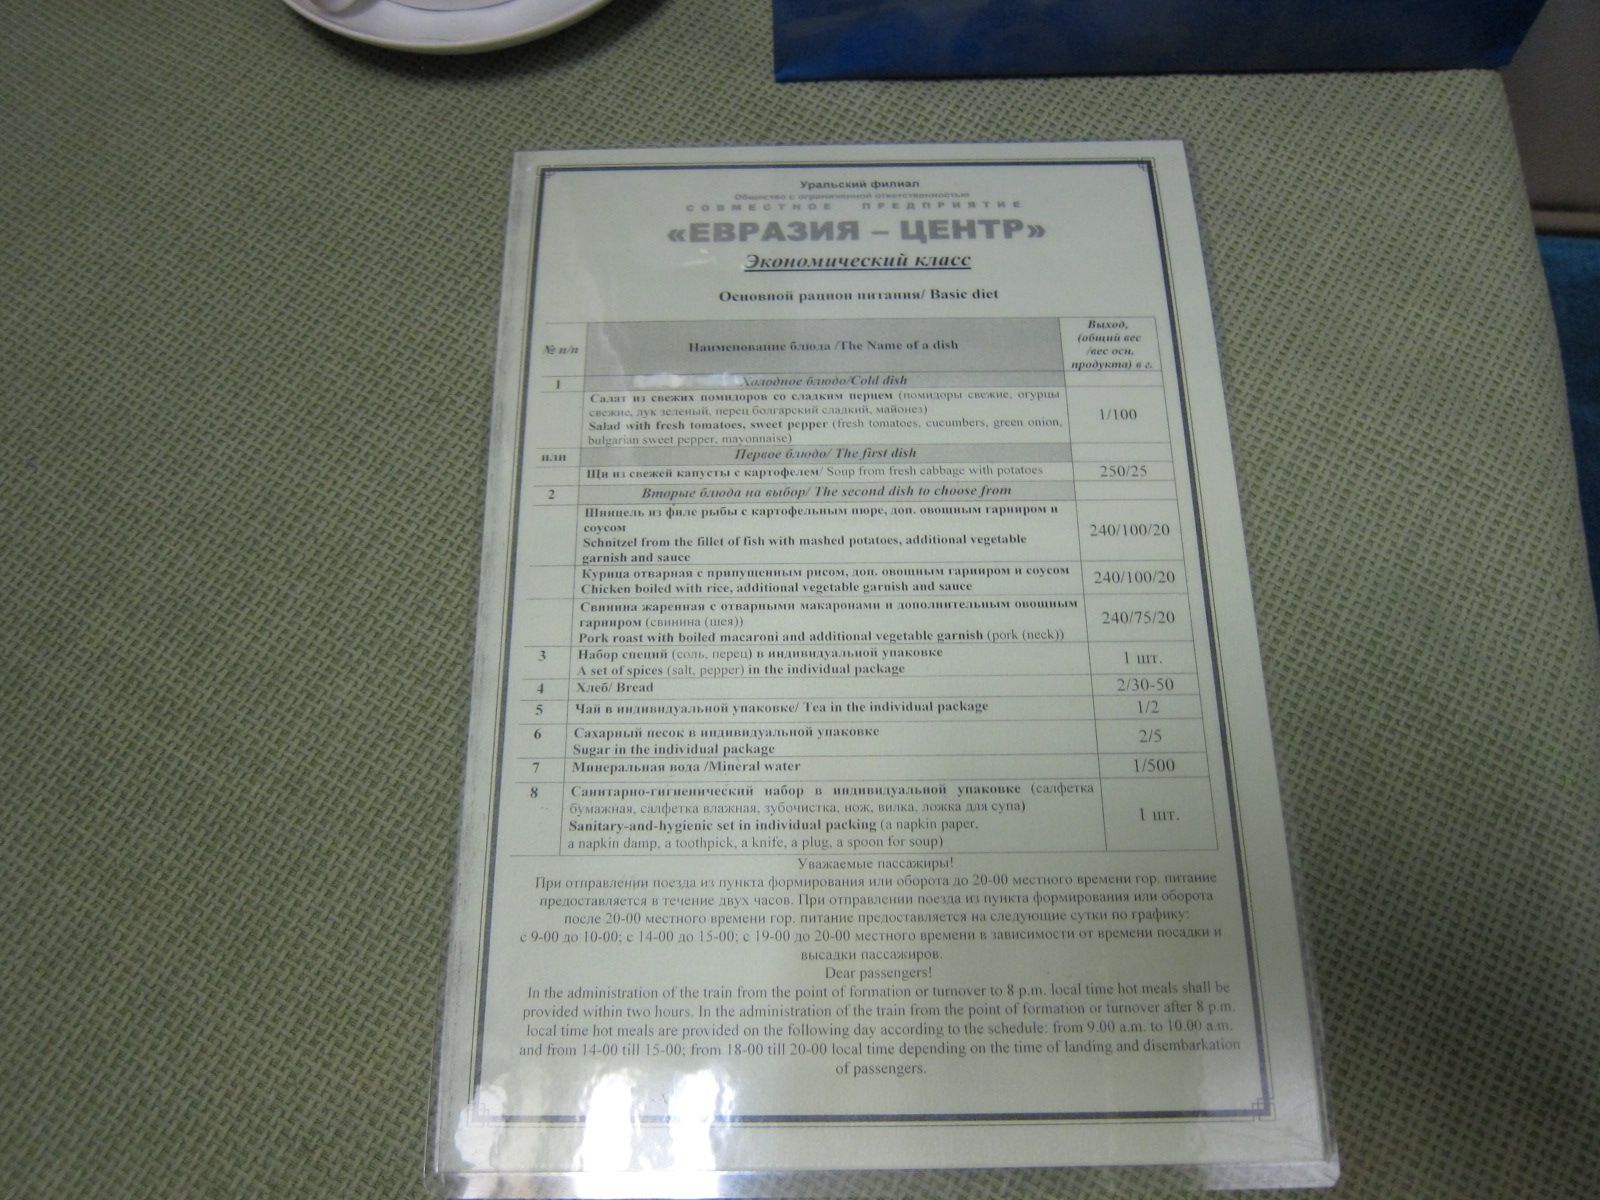 Уральский филиал
Общество с ограниченной ответственностью
СОВМЕСТНОЕ ПРЕДПРИЯТИЕ
«ЕВРАЗИЯ – ЦЕНТР»
Экономический класс
Основной рацион питания/ Basic diet
№ п/п
Наименование блюда /The Name of a dish
Выход,
(общий вес
/вес осн.
продукта) в г.
1
Холодное блюдо/Cold dish
Салат из свежих помидоров со сладким перцем (помидоры свежие, огурцы
свежие, лук зеленый, перец болгарский сладкий, майонез)
Salad with fresh tomatoes, sweet pepper (fresh tomatoes, cucumbers, green onion,
bulgarian sweet pepper, mayonnaise)
1/100
или
Первое блюдо/ The first dish
Щи из свежей капусты с картофелем/ Soup from fresh cabbage with potatoes
250/25
2
Вторые блюда на выбор/ The second dish to choose from
Шницель из филе рыбы с картофельным пюре, доп. овощным гарниром и
соусом
Schnitzel from the fillet of fish with mashed potatoes, additional vegetable
garnish and sauce
240/100/20
Курица отварная с припущенным рисом, доп. овощным гарниром и соусом
Chicken boiled with rice, additional vegetable garnish and sauce
240/100/20
Свинина жаренная с отварными макаронами и дополнительным овощным
гарниром (свинина (шея))
Pork roast with boiled macaroni and additional vegetable garnish (pork (neck))
240/75/20
3
Набор специй (соль, перец) в индивидуальной упаковке
A set of spices (salt, pepper) in the individual package
1 шт.
4
Хлеб/ Bread
2/30-50
5
Чай в индивидуальной упаковке/ Tea in the individual package
1/2
6
Сахарный песок в индивидуальной упаковке
Sugar in the individual package
2/5
7
Минеральная вода /Mineral water
1/500
8
Санитарно-гигиенический набор в индивидуальной упаковке (салфетка
бумажная, салфетка влажная, зубочистка, нож, вилка, ложка для супа)
Sanitary-and-hygienic set in individual packing (a napkin paper,
a napkin damp, a toothpick, a knife, a plug, a spoon for soup)
1 шт.
Уважаемые пассажиры!
При отправлении поезда из пункта формирования или оборота до 20-00 местного времени гор. питание
предоставляется в течение двух часов. При отправлении поезда из пункта формирования или оборота
после 20-00 местного времени гор. питание предоставляется на следующие сутки по графику:
с 9-00 до 10-00; с 14-00 до 15-00; с 19-00 до 20-00 местного времени в зависимости от времени посадки и
высадки пассажиров.
Dear passengers!
In the administration of the train from the point of formation or turnover to 8 p.m. local time hot meals shall be
provided within two hours. In the administration of the train from the point of formation or turnover after 8 p.m.
local time hot meals are provided on the following day according to the schedule: from 9.00 a.m. to 10.00 a.m.
and from 14-00 till 15-00; from 18-00 till 20-00 local time depending on the time of landing and disembarkation
of passengers.